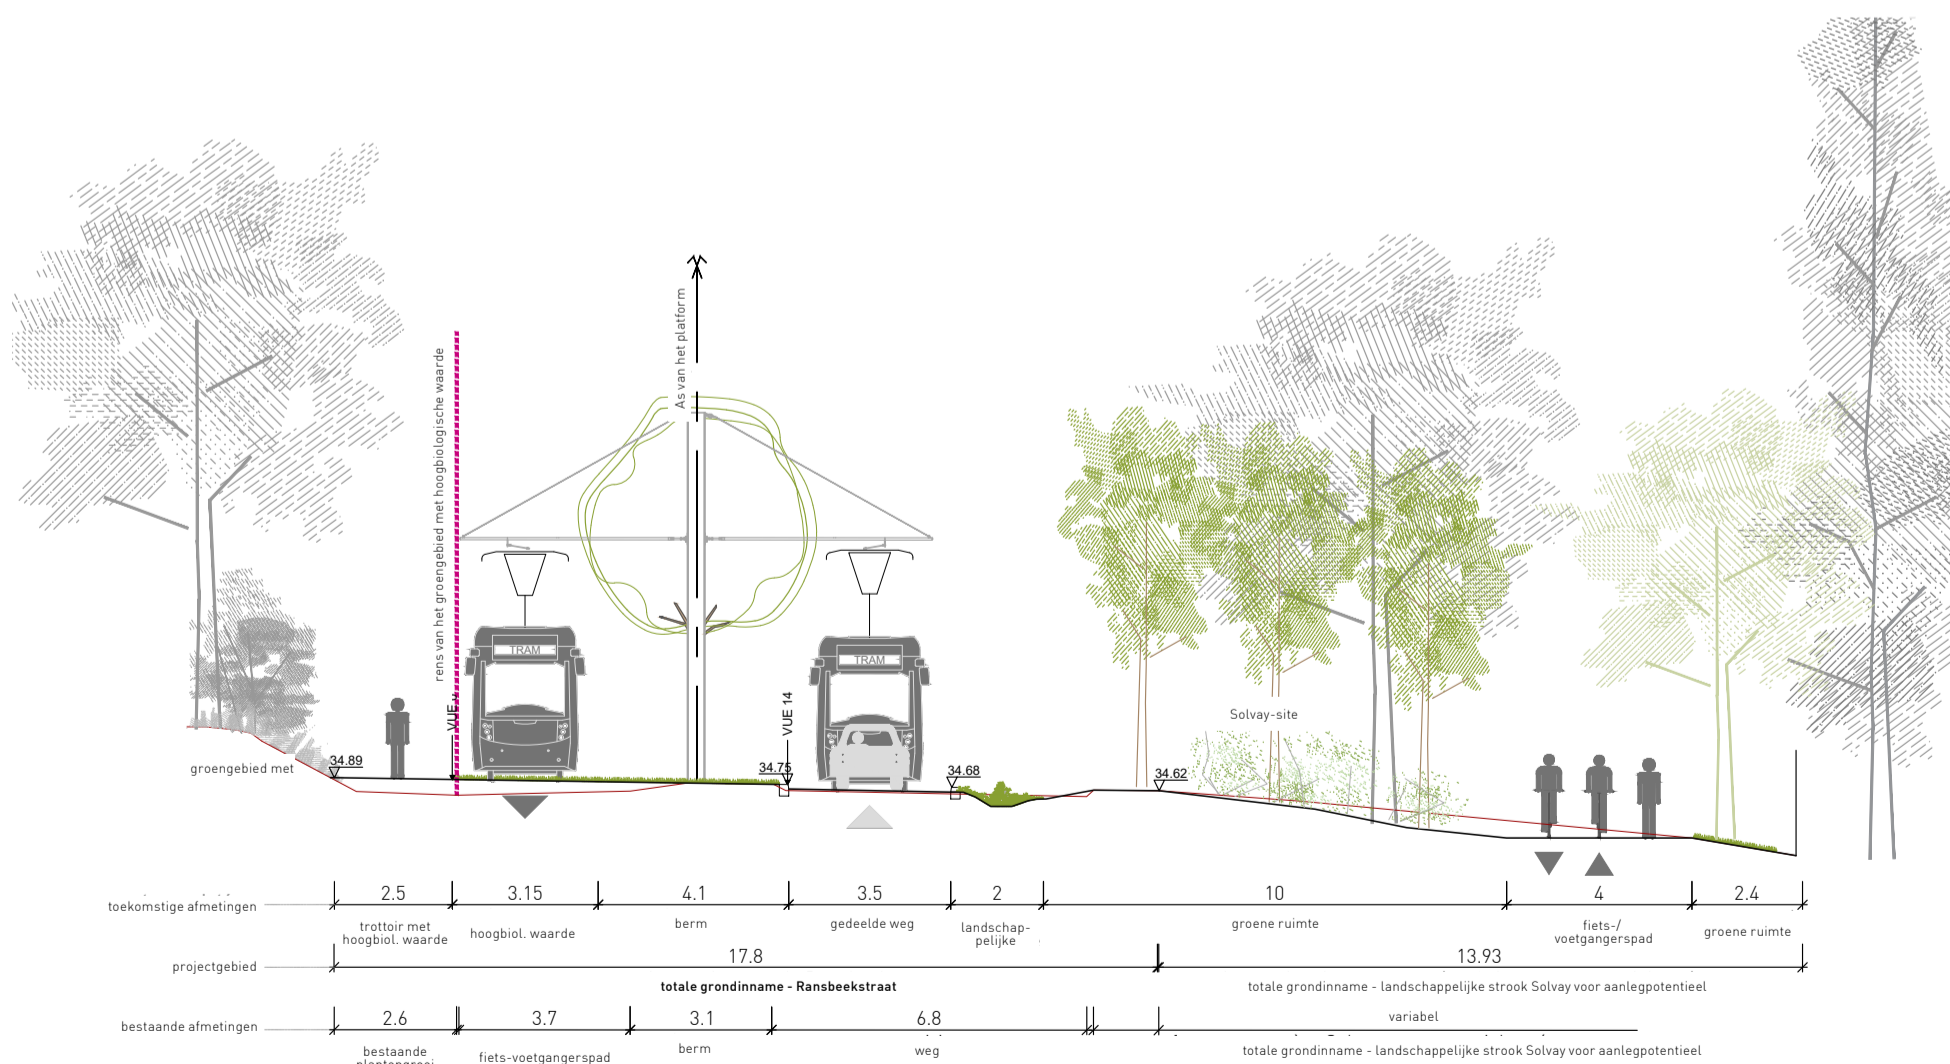 As van het platform
rens van het groengebied met hoogbiologische waarde
TRAM
TRAM
VUE
VUE 14
Solvay-site
groengebied met
34.89
34.75
34.68
34.62
toekomstige afmetingen
2.5
3.15
4.1
3.5
2
10
4
2.4
trottoir met
hoogbiol. waarde
hoogbiol. waarde
berm
gedeelde weg
landschap-
pelijke
groene ruimte
fiets-/
voetgangerspad
groene ruimte
projectgebied
17.8
13.93
totale grondinname - Ransbeekstraat
totale grondinname - landschappelijke strook Solvay voor aanlegpotentieel
bestaande afmetingen
2.6
3.7
3.1
6.8
variabel
bestaande
fiets-voetgangerspad
berm
weg
totale grondinname - landschappelijke strook Solvay voor aanlegpotentieel